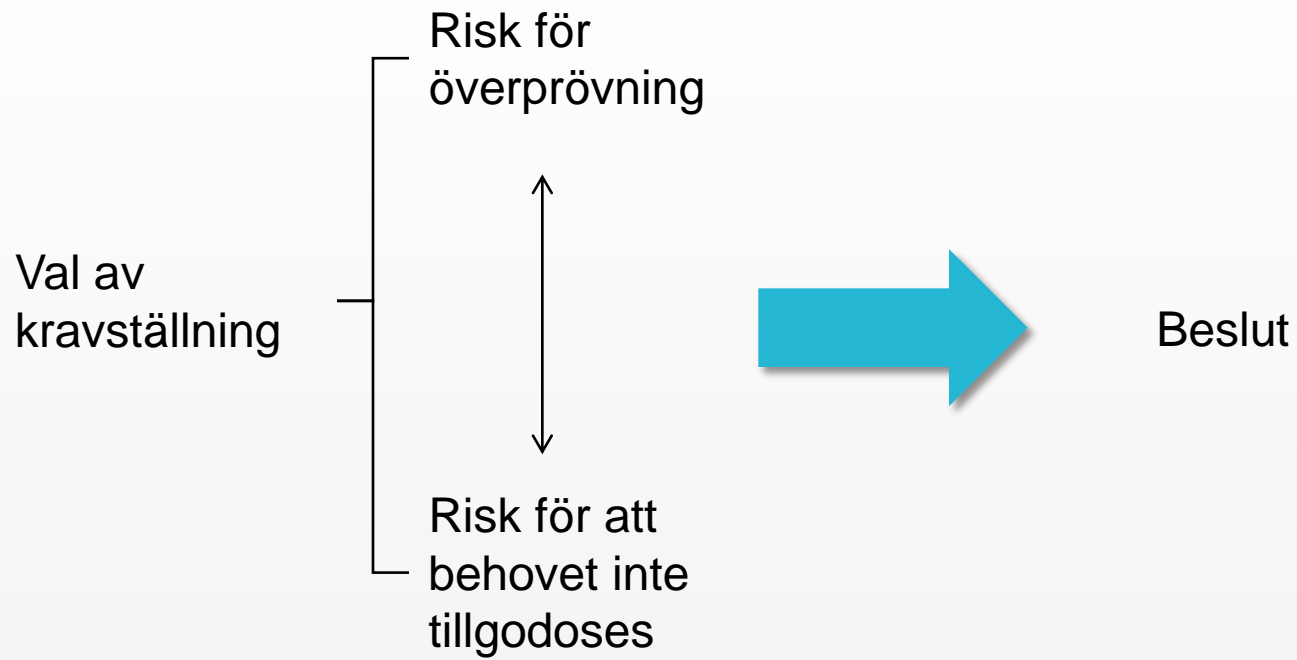 Risk för
överprövning
Val av
kravställning
Beslut
Risk för att
behovet inte
tillgodoses